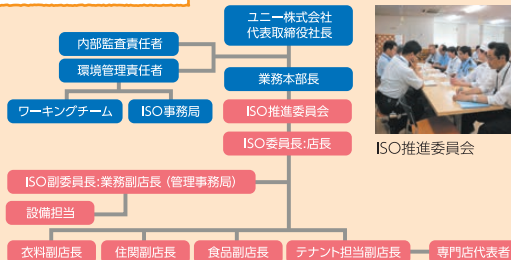 ユニー株式会社
代表取締役社長
内部監査責任者
環境管理責任者
業務本部長
ワーキングチーム
ISO事務局
ISO推進委員会
ISO委員長:店長
ISO推進委員会
ISO副委員長:業務副店長（管理事務局）
設備担当
衣料副店長
住関副店長
食品副店長
テナント担当副店長
専門店代表者